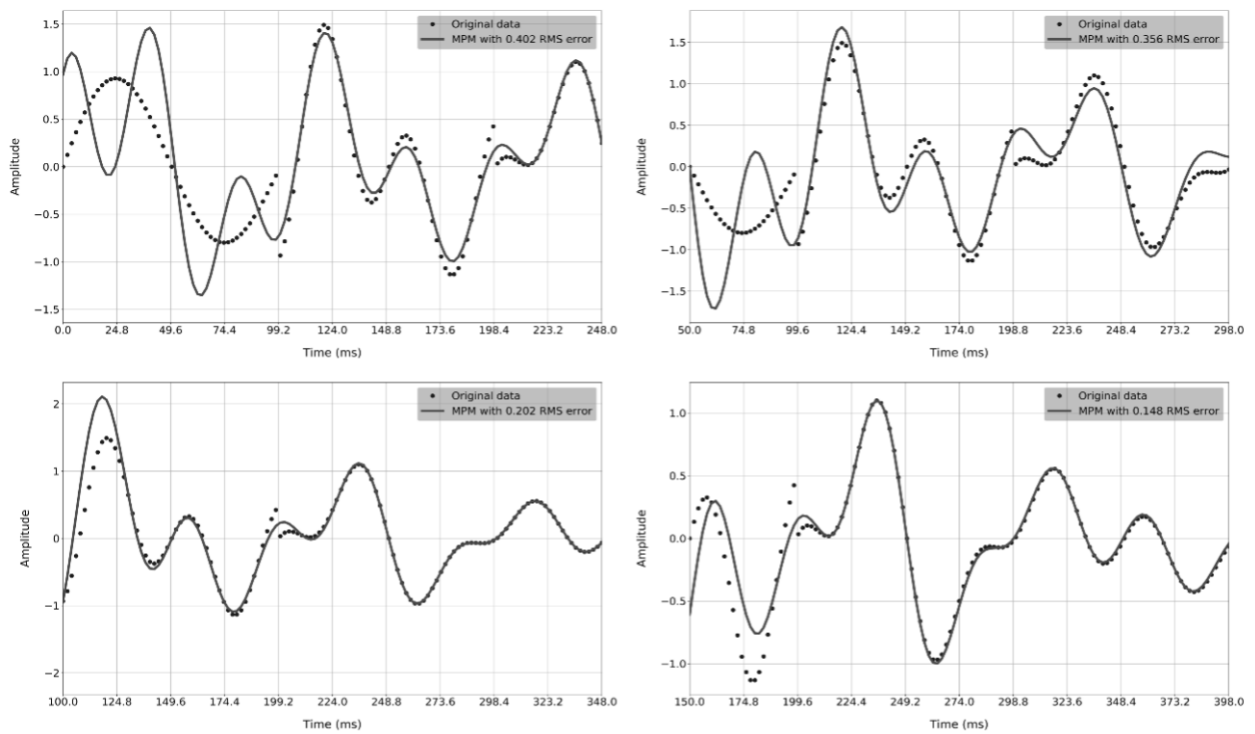 Original data
MPM with 0.402 RMS error
1.5
1.0
0.5
0.0
−0.5
−1.0
−1.5
Amplitude
0.0 24.8 49.6 74.4 99.2 124.0 148.8 173.6 198.4 223.2 248.0
Time (ms)
Original data
MPM with 0.356 RMS error
1.5
1.0
0.5
0.0
−0.5
−1.0
−1.5
Amplitude
50.0 74.8 99.6 124.4 149.2 174.0 198.8 223.6 248.4 273.2 298.0
Time (ms)
Original data
MPM with 0.202 RMS error
2
1
0
−1
−2
Amplitude
100.0 124.8 149.6 174.4 199.2 224.0 248.8 273.6 298.4 323.2 348.0
Time (ms)
Original data
MPM with 0.148 RMS error
1.0
0.5
0.0
−0.5
−1.0
Amplitude
150.0 174.8 199.6 224.4 249.2 274.0 298.8 323.6 348.4 373.2 398.0
Time (ms)